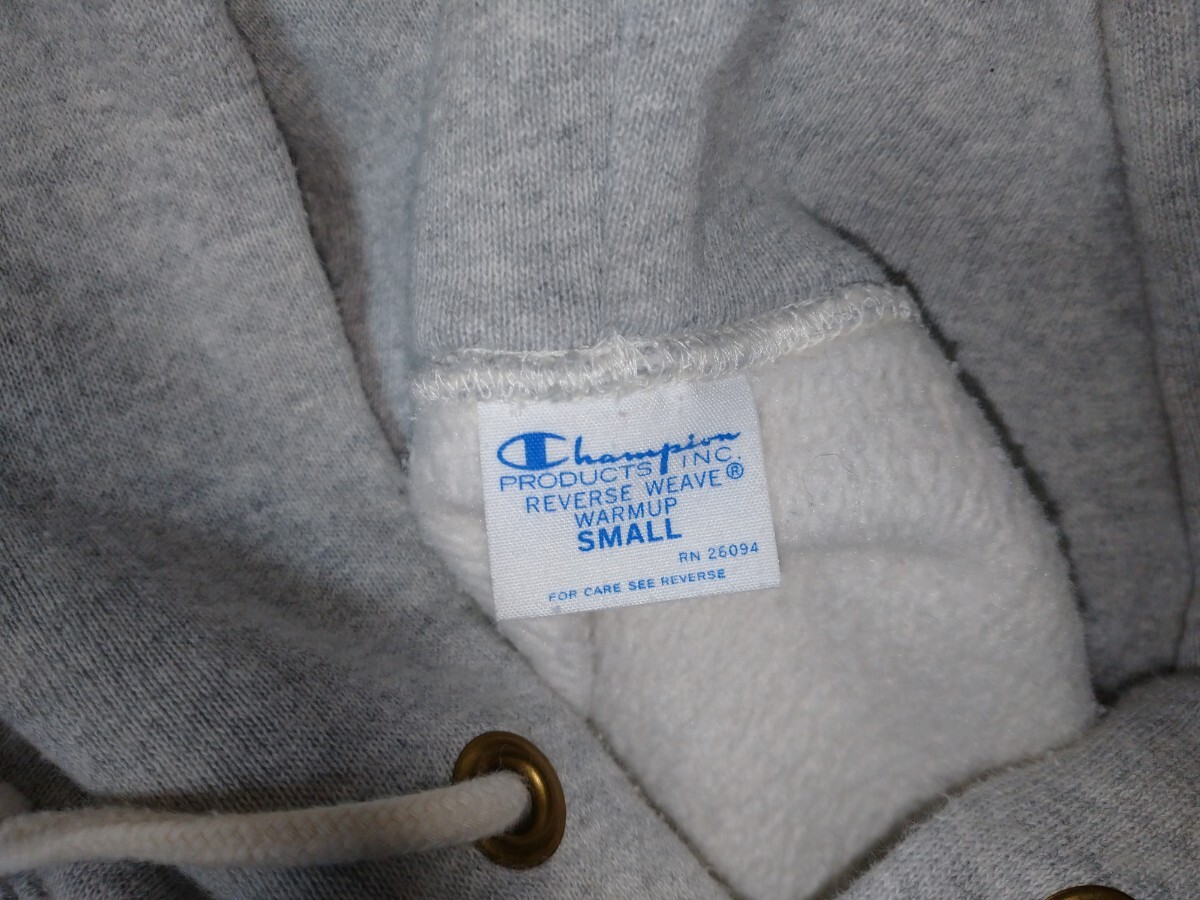 Champion
PRODUCTS INC.
REVERSE WEAVE®
WARMUP
SMALL
RN 26094
FOR CARE SEE REVERSE